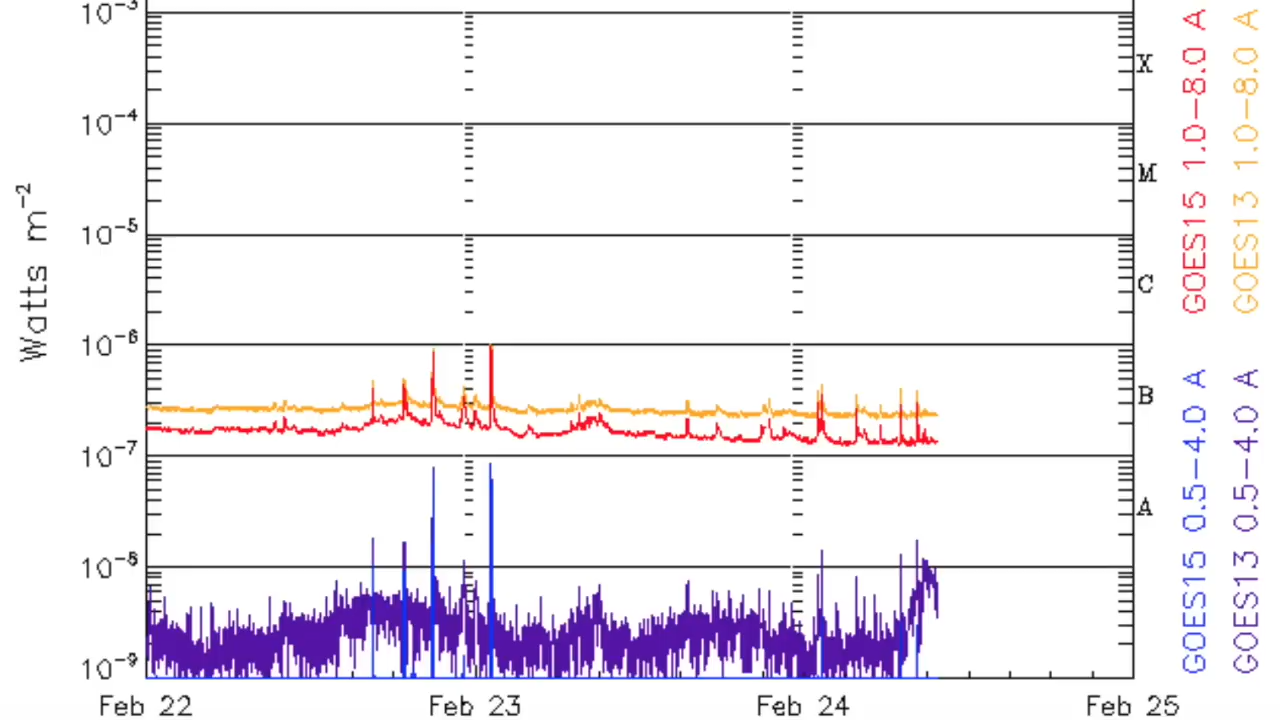 10⁻³
10⁻⁴
10⁻⁵
10⁻⁶
10⁻⁷
10⁻⁸
10⁻⁹
Watts m⁻²
X
M
C
B
A
Feb 22
Feb 23
Feb 24
Feb 25
GOES15 1.0–8.0 A
GOES13 1.0–8.0 A
GOES15 0.5–4.0 A
GOES13 0.5–4.0 A